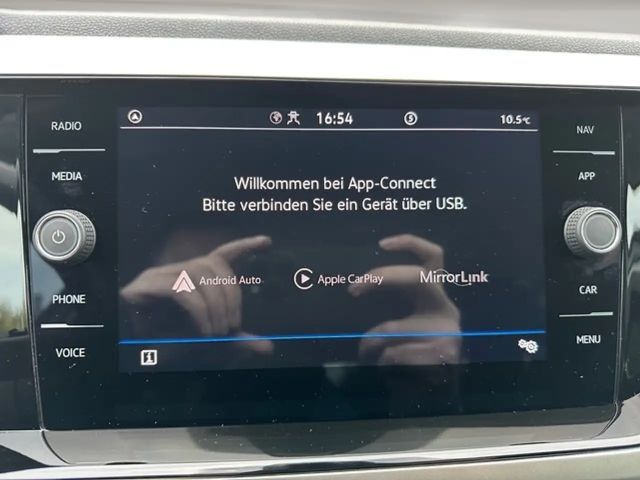 16:54
10.5°C
RADIO
NAV
MEDIA
APP
Willkommen bei App-Connect
Bitte verbinden Sie ein Gerät über USB.
Android Auto
Apple CarPlay
MirrorLink
PHONE
CAR
VOICE
MENU